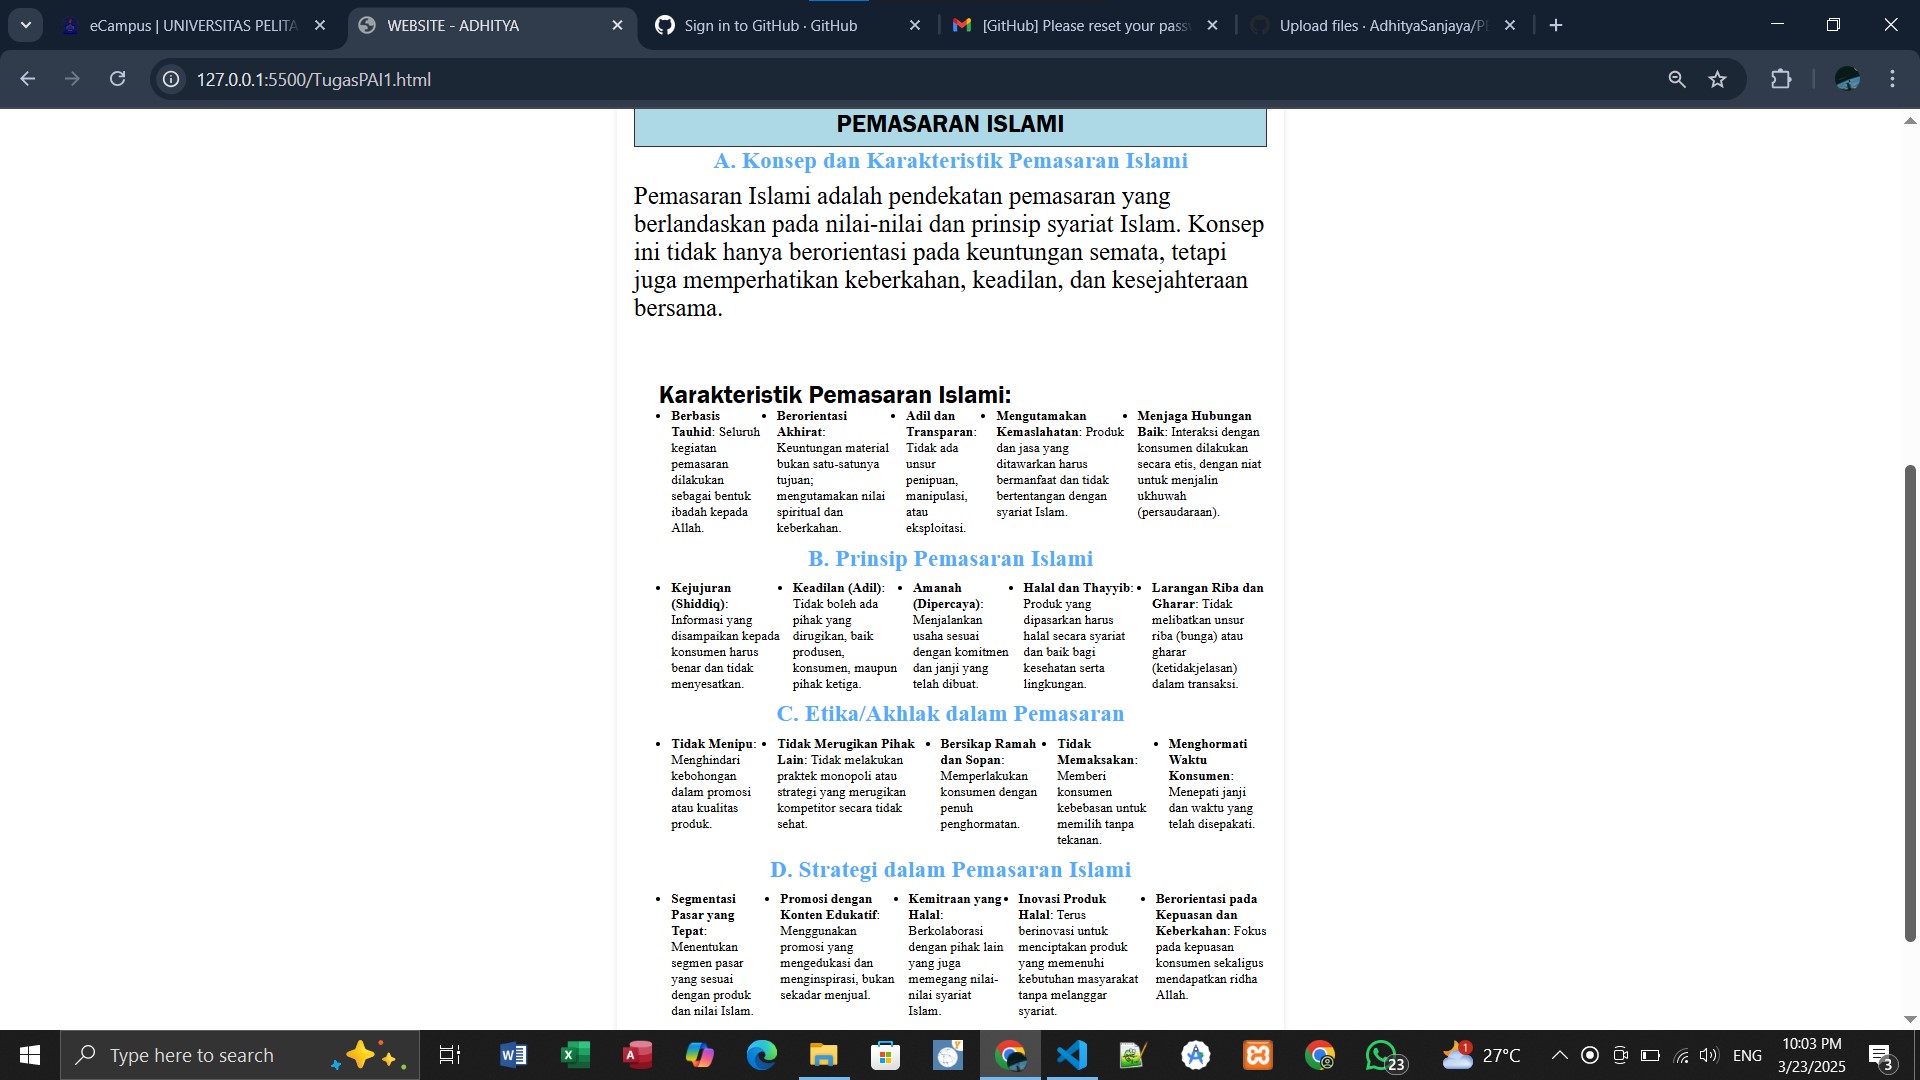 eCampus | UNIVERSITAS PELITA
WEBSITE - ADHITYA
Sign in to GitHub · GitHub
[GitHub] Please reset your pass
Upload files · AdhityaSanjaya/P
127.0.0.1:5500/TugasPAI1.html
PEMASARAN ISLAMI
A. Konsep dan Karakteristik Pemasaran Islami
Pemasaran Islami adalah pendekatan pemasaran yang
berlandaskan pada nilai-nilai dan prinsip syariat Islam. Konsep
ini tidak hanya berorientasi pada keuntungan semata, tetapi
juga memperhatikan keberkahan, keadilan, dan kesejahteraan
bersama.
Karakteristik Pemasaran Islami:
• Berbasis
Tauhid: Seluruh
kegiatan
pemasaran
dilakukan
sebagai bentuk
ibadah kepada
Allah.
• Berorientasi
Akhirat:
Keuntungan material
bukan satu-satunya
tujuan;
mengutamakan nilai
spiritual dan
keberkahan.
• Adil dan
Transparan:
Tidak ada
unsur
penipuan,
manipulasi,
atau
eksploitasi.
• Mengutamakan
Kemaslahatan: Produk
dan jasa yang
ditawarkan harus
bermanfaat dan tidak
bertentangan dengan
syariat Islam.
• Menjaga Hubungan
Baik: Interaksi dengan
konsumen dilakukan
secara etis, dengan niat
untuk menjalin
ukhuwah
(persaudaraan).
B. Prinsip Pemasaran Islami
• Kejujuran
(Shiddiq):
Informasi yang
disampaikan kepada
konsumen harus
benar dan tidak
menyesatkan.
• Keadilan (Adil):
Tidak boleh ada
pihak yang
dirugikan, baik
produsen,
konsumen, maupun
pihak ketiga.
• Amanah
(Dipercaya):
Menjalankan
usaha sesuai
dengan komitmen
dan janji yang
telah dibuat.
• Halal dan Thayyib:
Produk yang
dipasarkan harus
halal secara syariat
dan baik bagi
kesehatan serta
lingkungan.
• Larangan Riba dan
Gharar: Tidak
melibatkan unsur
riba (bunga) atau
gharar
(ketidakjelasan)
dalam transaksi.
C. Etika/Akhlak dalam Pemasaran
• Tidak Menipu:
Menghindari
kebohongan
dalam promosi
atau kualitas
produk.
• Tidak Merugikan Pihak
Lain: Tidak melakukan
praktek monopoli atau
strategi yang merugikan
kompetitor secara tidak
sehat.
• Bersikap Ramah
dan Sopan:
Memperlakukan
konsumen dengan
penuh
penghormatan.
• Tidak
Memaksakan:
Memberi
konsumen
kebebasan untuk
memilih tanpa
tekanan.
• Menghormati
Waktu
Konsumen:
Menepati janji
dan waktu yang
telah disepakati.
D. Strategi dalam Pemasaran Islami
• Segmentasi
Pasar yang
Tepat:
Menentukan
segmen pasar
yang sesuai
dengan produk
dan nilai Islam.
• Promosi dengan
Konten Edukatif:
Menggunakan
promosi yang
mengedukasi dan
menginspirasi, bukan
sekadar menjual.
• Kemitraan yang
Halal:
Berkolaborasi
dengan pihak lain
yang juga
memegang nilai-
nilai syariat
Islam.
• Inovasi Produk
Halal: Terus
berinovasi untuk
menciptakan produk
yang memenuhi
kebutuhan masyarakat
tanpa melanggar
syariat.
• Berorientasi pada
Kepuasan dan
Keberkahan: Fokus
pada kepuasan
konsumen sekaligus
mendapatkan ridha
Allah.
Type here to search
23
1
27°C
ENG
10:03 PM
3/23/2025
3